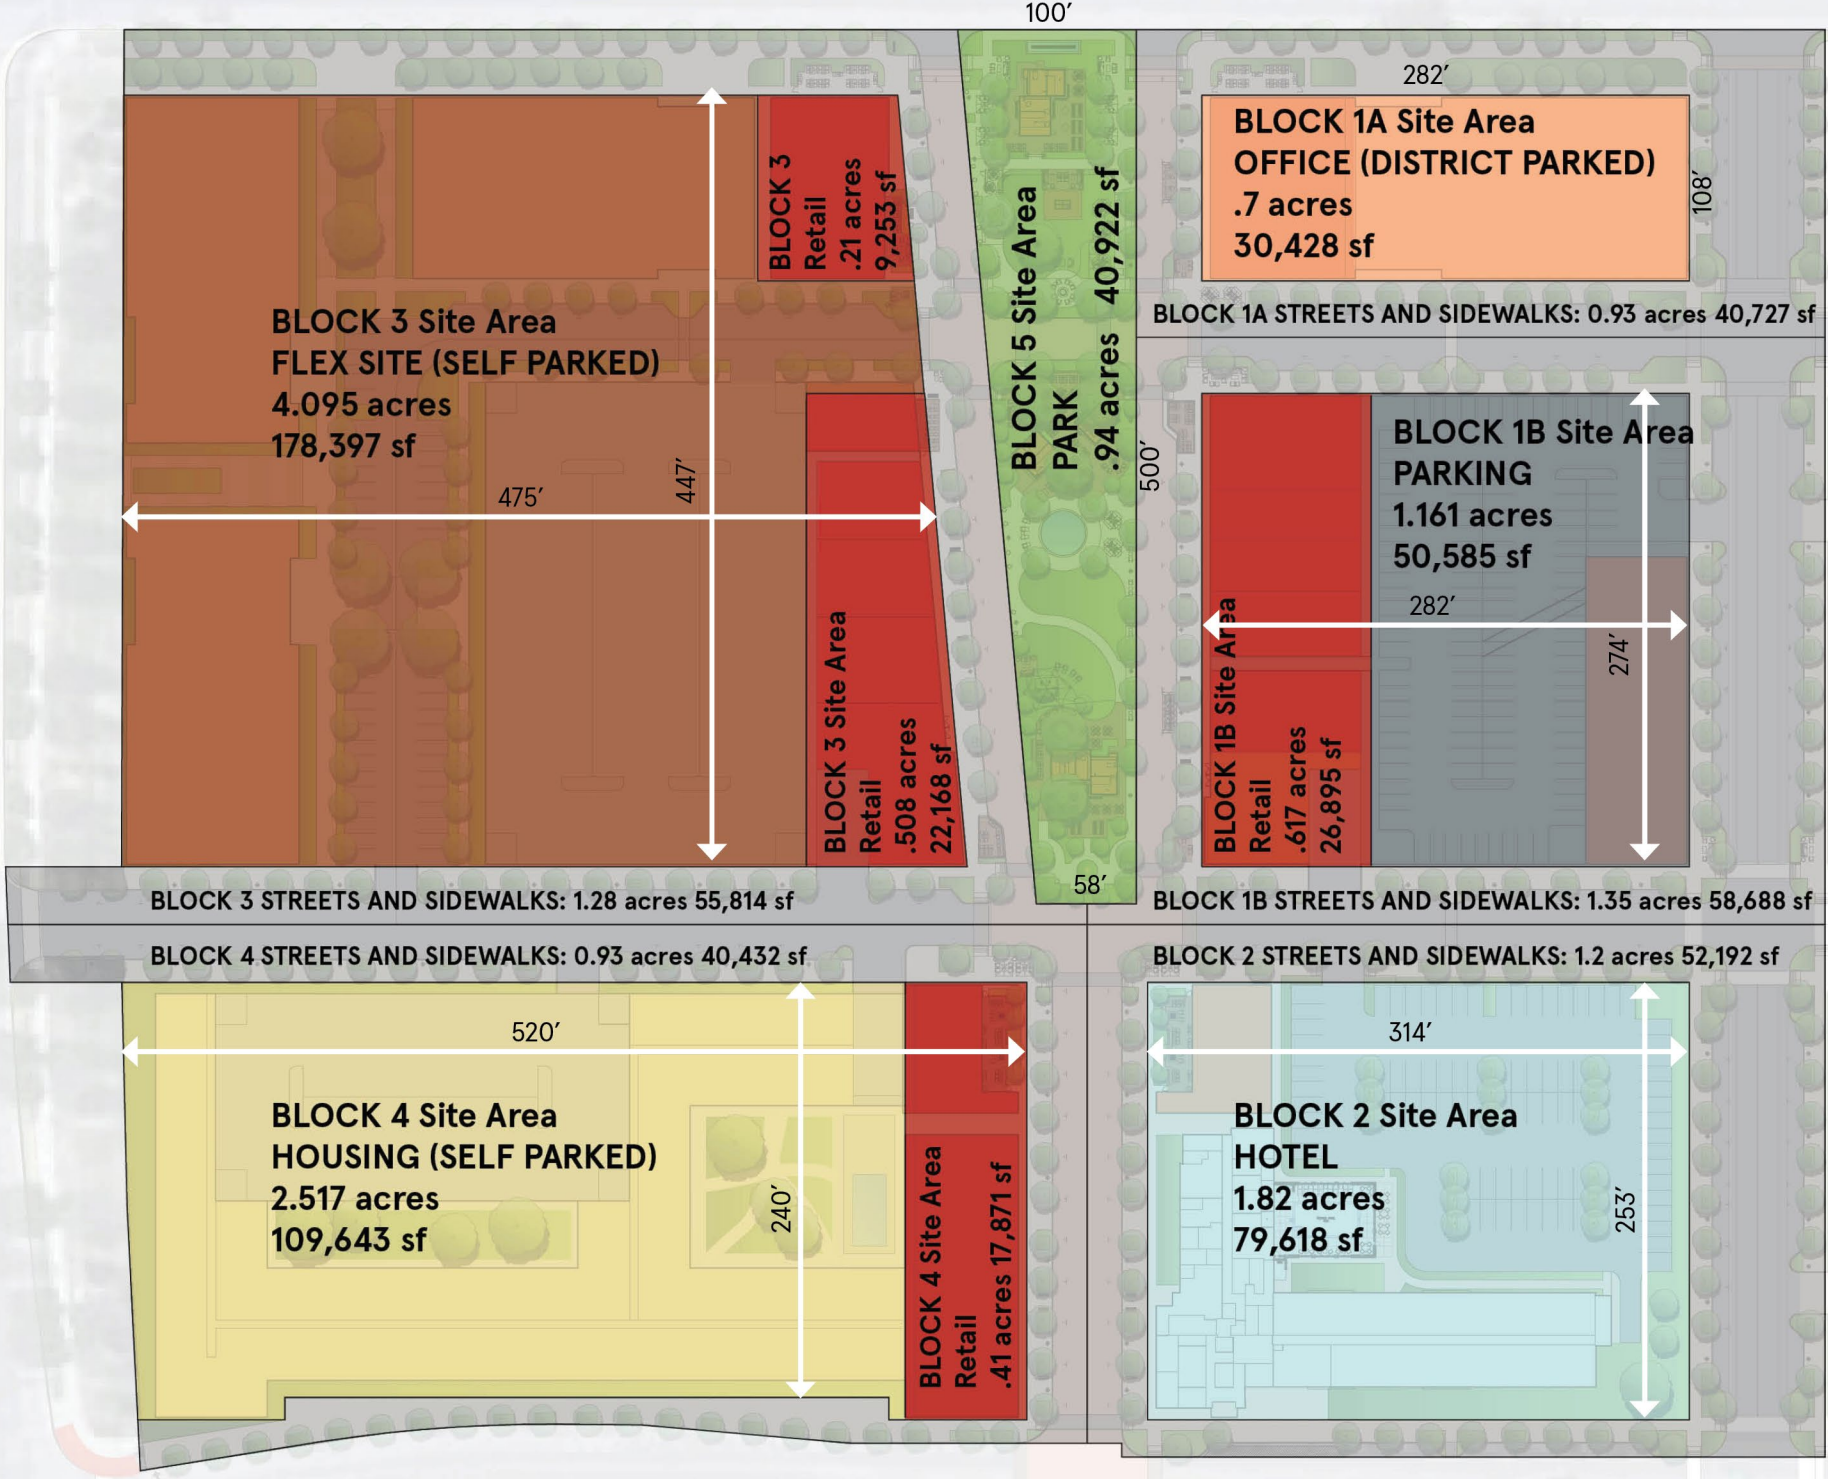 100'
282'
BLOCK 1A Site Area
OFFICE (DISTRICT PARKED)
.7 acres
30,428 sf
108'
BLOCK 3
Retail
.21 acres
9,253 sf
BLOCK 5 Site Area
PARK
.94 acres 40,922 sf
500'
58'
BLOCK 1A STREETS AND SIDEWALKS: 0.93 acres 40,727 sf
BLOCK 3 Site Area
FLEX SITE (SELF PARKED)
4.095 acres
178,397 sf
475'
447'
BLOCK 3 Site Area
Retail
.508 acres
22,168 sf
BLOCK 1B Site Area
PARKING
1.161 acres
50,585 sf
282'
274'
BLOCK 1B Site Area
Retail
.617 acres
26,895 sf
BLOCK 3 STREETS AND SIDEWALKS: 1.28 acres 55,814 sf
BLOCK 1B STREETS AND SIDEWALKS: 1.35 acres 58,688 sf
BLOCK 4 STREETS AND SIDEWALKS: 0.93 acres 40,432 sf
BLOCK 2 STREETS AND SIDEWALKS: 1.2 acres 52,192 sf
520'
BLOCK 4 Site Area
HOUSING (SELF PARKED)
2.517 acres
109,643 sf
240'
BLOCK 4 Site Area
Retail
.41 acres 17,871 sf
314'
BLOCK 2 Site Area
HOTEL
1.82 acres
79,618 sf
253'